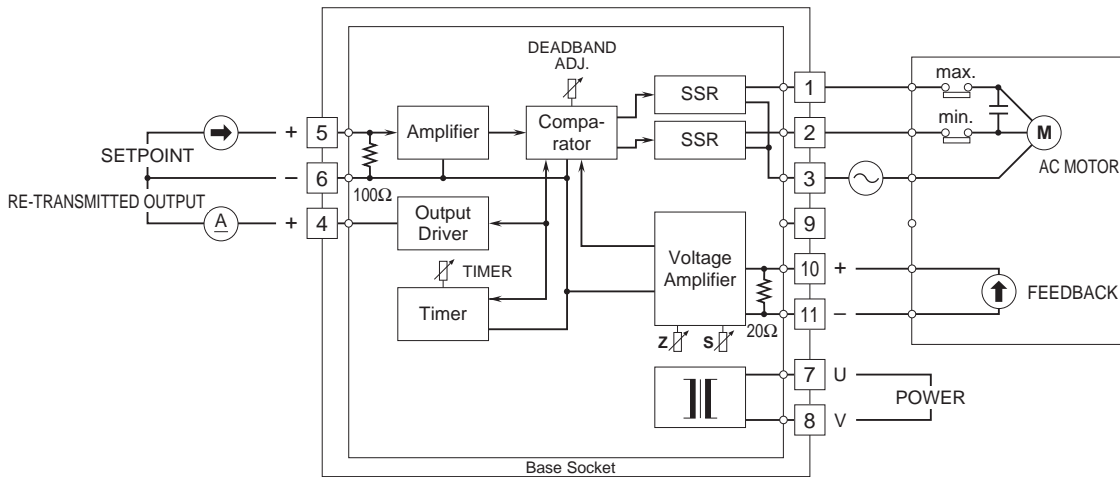 DEADBAND
ADJ.
SSR
1
max.
+ 5
Amplifier
Compa-
rator
SSR
2
min.
M
SETPOINT
− 6
3
AC MOTOR
100Ω
RE-TRANSMITTED OUTPUT
A
+ 4
Output
Driver
9
TIMER
Voltage
Amplifier
10 +
FEEDBACK
Timer
11 −
20Ω
Z S
7 U
POWER
8 V
Base Socket